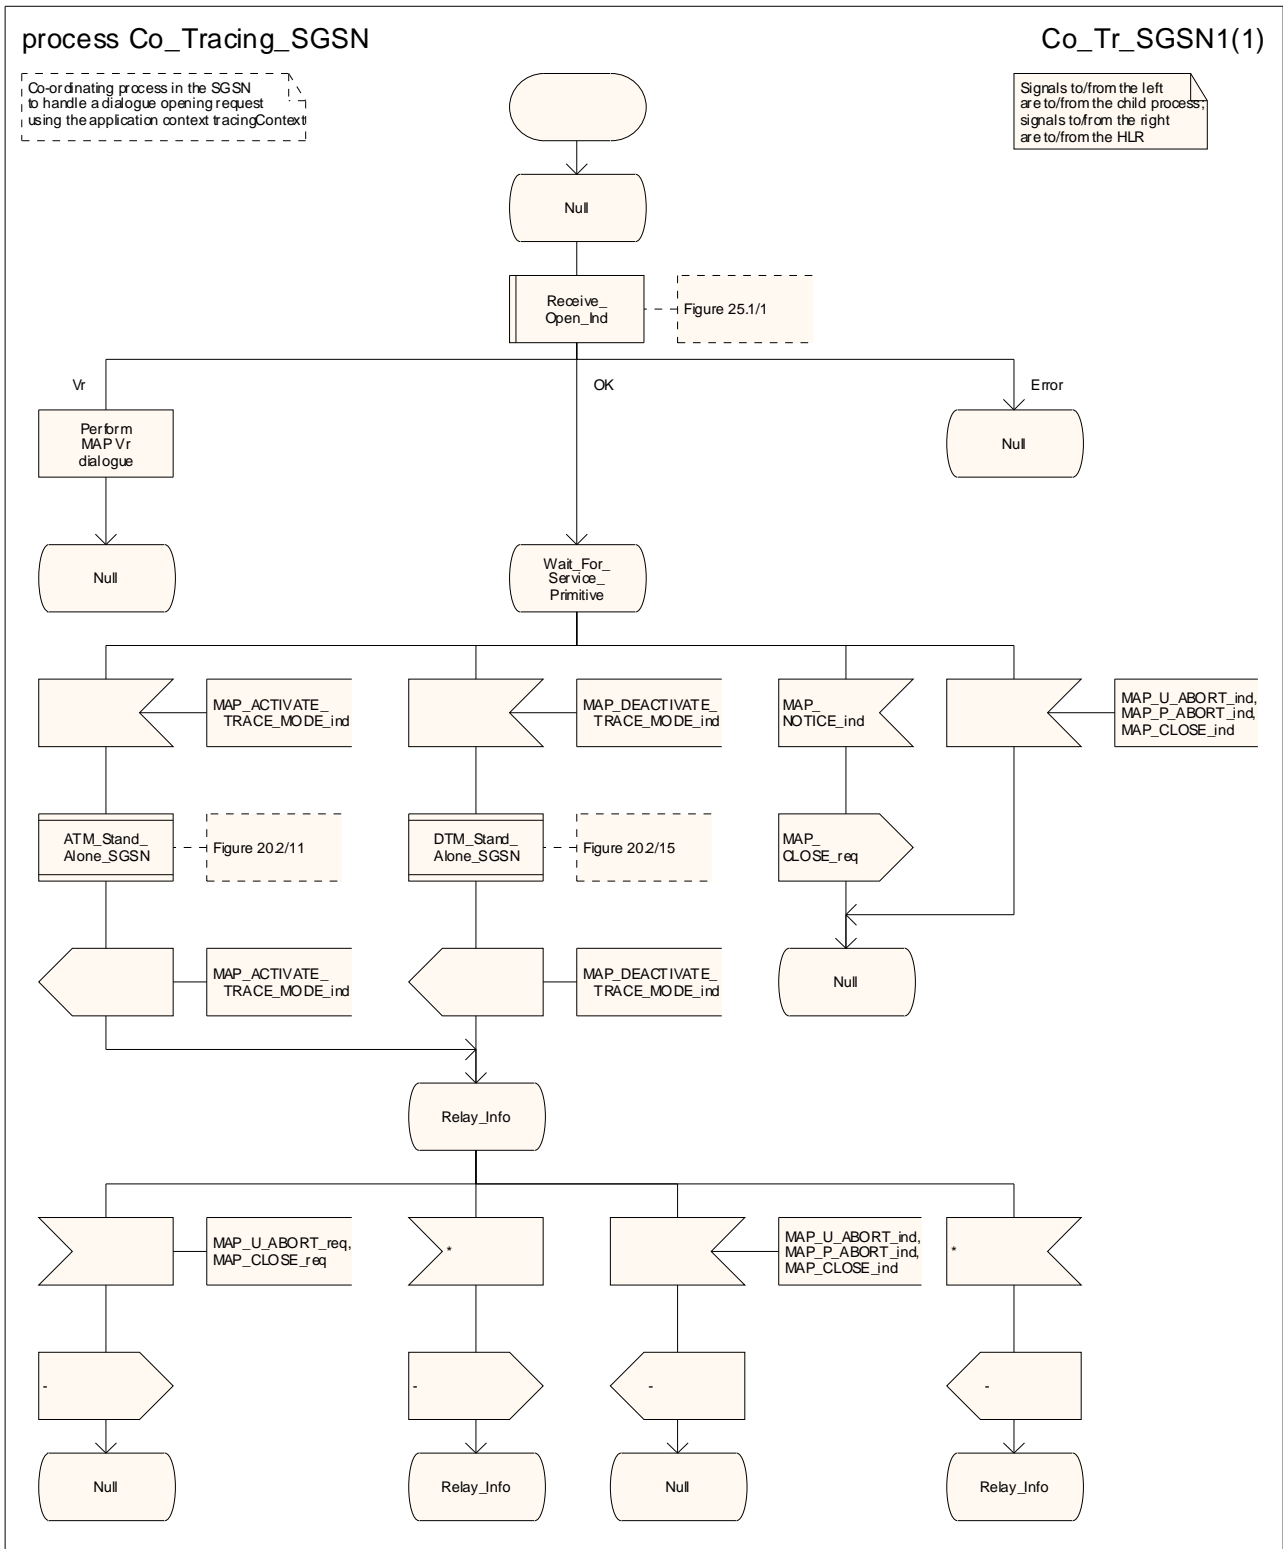 process Co_Tracing_SGSN
Co_Tr_SGSN1(1)
Co-ordinating process in the SGSN
to handle a dialogue opening request
using the application context tracingContext
Signals to/from the left
are to/from the child process;
signals to/from the right
are to/from the HLR
Null
Receive_
Open_Ind
Figure 25.1/1
Vr
OK
Error
Perform
MAP Vr
dialogue
Null
Null
Wait_For_
Service_
Primitive
MAP_ACTIVATE_
TRACE_MODE_ind
MAP_DEACTIVATE_
TRACE_MODE_ind
MAP_
NOTICE_ind
MAP_U_ABORT_ind,
MAP_P_ABORT_ind,
MAP_CLOSE_ind
ATM_Stand_
Alone_SGSN
Figure 20.2/11
DTM_Stand_
Alone_SGSN
Figure 20.2/15
MAP_
CLOSE_req
MAP_ACTIVATE_
TRACE_MODE_ind
MAP_DEACTIVATE_
TRACE_MODE_ind
Null
Relay_Info
MAP_U_ABORT_req,
MAP_CLOSE_req
*
MAP_U_ABORT_ind,
MAP_P_ABORT_ind,
MAP_CLOSE_ind
*
-
-
-
-
Null
Relay_Info
Null
Relay_Info